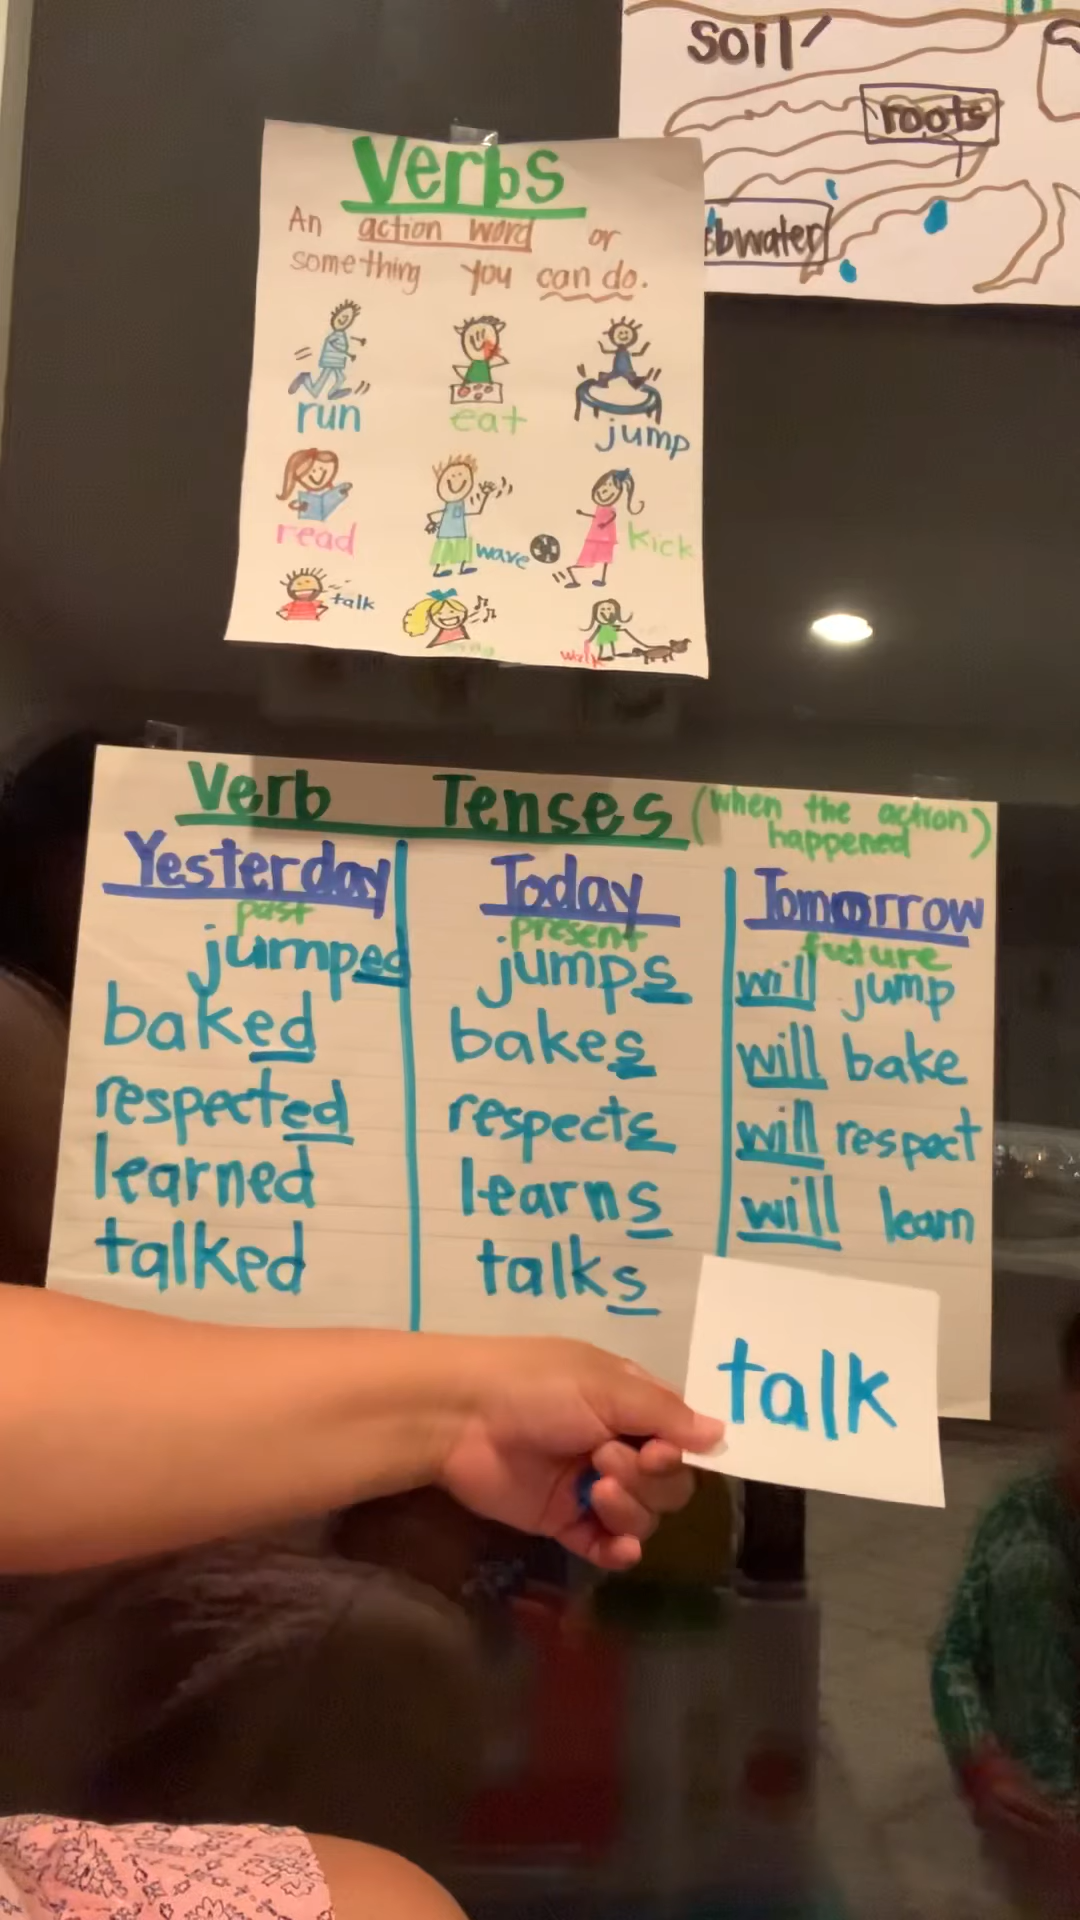 soil
roots
bwater
Verbs
An action word or
something you can do.
run
eat
jump
read
wave
kick
talk
walk
Verb Tenses (when the action)
happened
Yesterday Today Tomorrow
past present future
jumped jumps will jump
baked bakes will bake
respected respects will respect
learned learns will learn
talked talks
talk